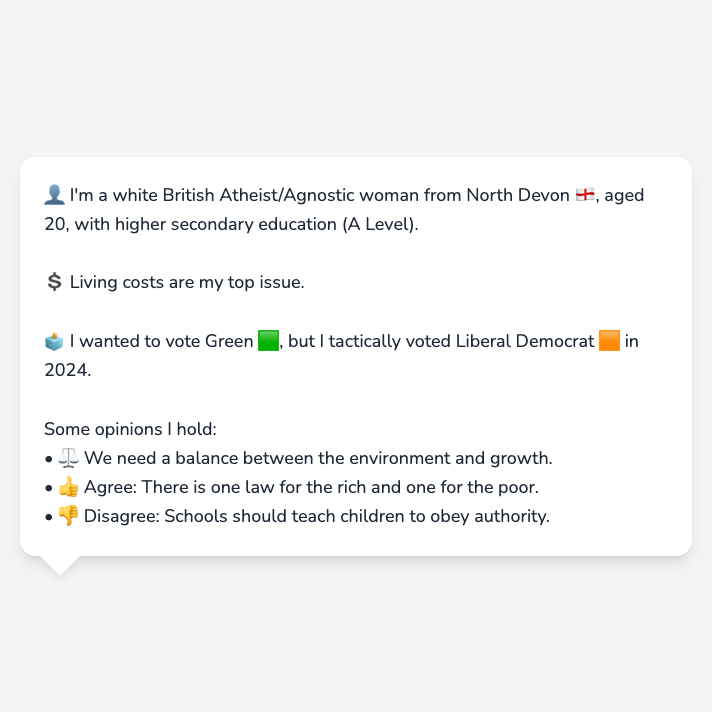 👤 I'm a white British Atheist/Agnostic woman from North Devon 🏴󠁧󠁢󠁥󠁮󠁧󠁿, aged
20, with higher secondary education (A Level).
💲 Living costs are my top issue.
🗳️ I wanted to vote Green 🟩, but I tactically voted Liberal Democrat 🟧 in
2024.
Some opinions I hold:
• ⚖️ We need a balance between the environment and growth.
• 👍 Agree: There is one law for the rich and one for the poor.
• 👎 Disagree: Schools should teach children to obey authority.